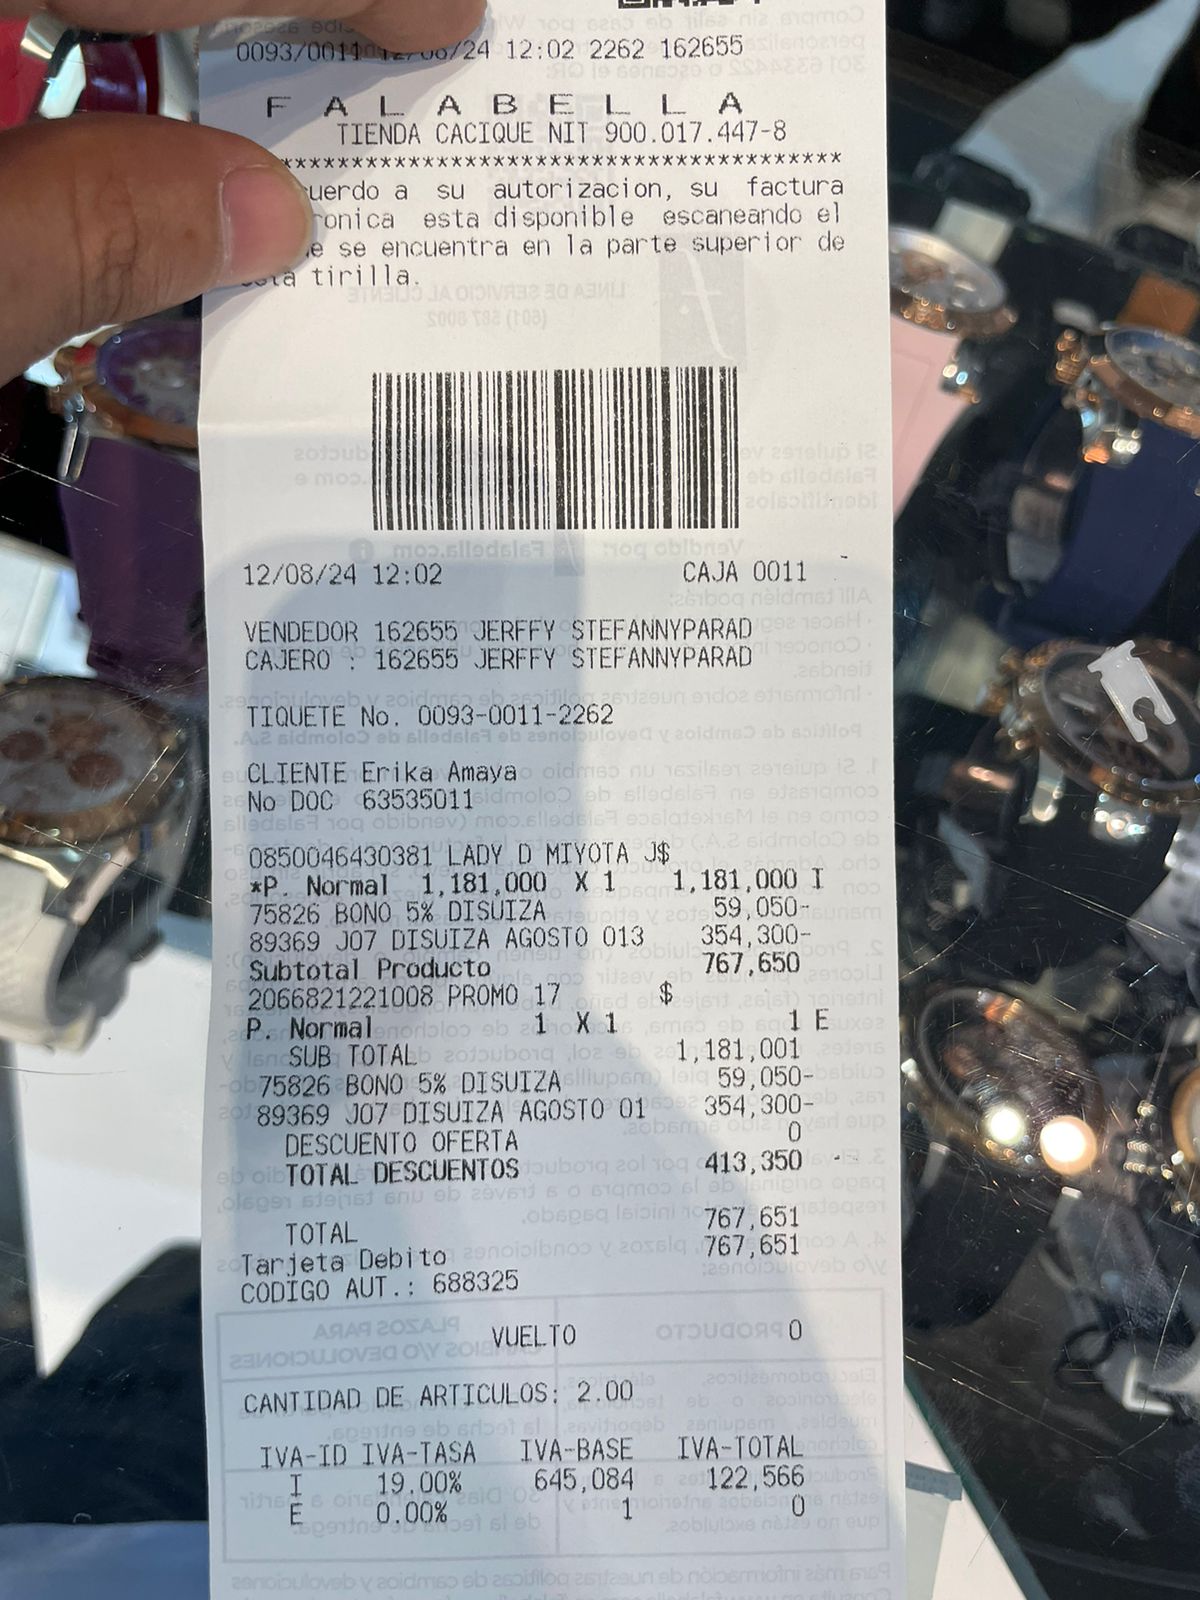 0093/0011 12/08/24 12:02 2262 162655
F A L A B E L L A
TIENDA CACIQUE NIT 900.017.447-8
****************************************
cuerdo a su autorizacion, su factura
ronica esta disponible escaneando el
se encuentra en la parte superior de
esta tirilla.
12/08/24 12:02 CAJA 0011
VENDEDOR 162655 JERFFY STEFANNYPARAD
CAJERO : 162655 JERFFY STEFANNYPARAD
TIQUETE No. 0093-0011-2262
CLIENTE Erika Amaya
No DOC 63535011
0850046430381 LADY D MIYOTA J$
*P. Normal 1,181,000 X 1 1,181,000 I
75826 BONO 5% DISUIZA 59,050-
89369 J07 DISUIZA AGOSTO 013 354,300-
Subtotal Producto 767,650
2066821221008 PROMO 17 $
P. Normal 1 X 1 1 E
SUB TOTAL 1,181,001
75826 BONO 5% DISUIZA 59,050-
89369 J07 DISUIZA AGOSTO 01 354,300-
DESCUENTO OFERTA 0
TOTAL DESCUENTOS 413,350
TOTAL 767,651
Tarjeta Debito 767,651
CODIGO AUT.: 688325
VUELTO 0
CANTIDAD DE ARTICULOS: 2.00
IVA-ID IVA-TASA IVA-BASE IVA-TOTAL
I 19.00% 645,084 122,566
E 0.00% 1 0